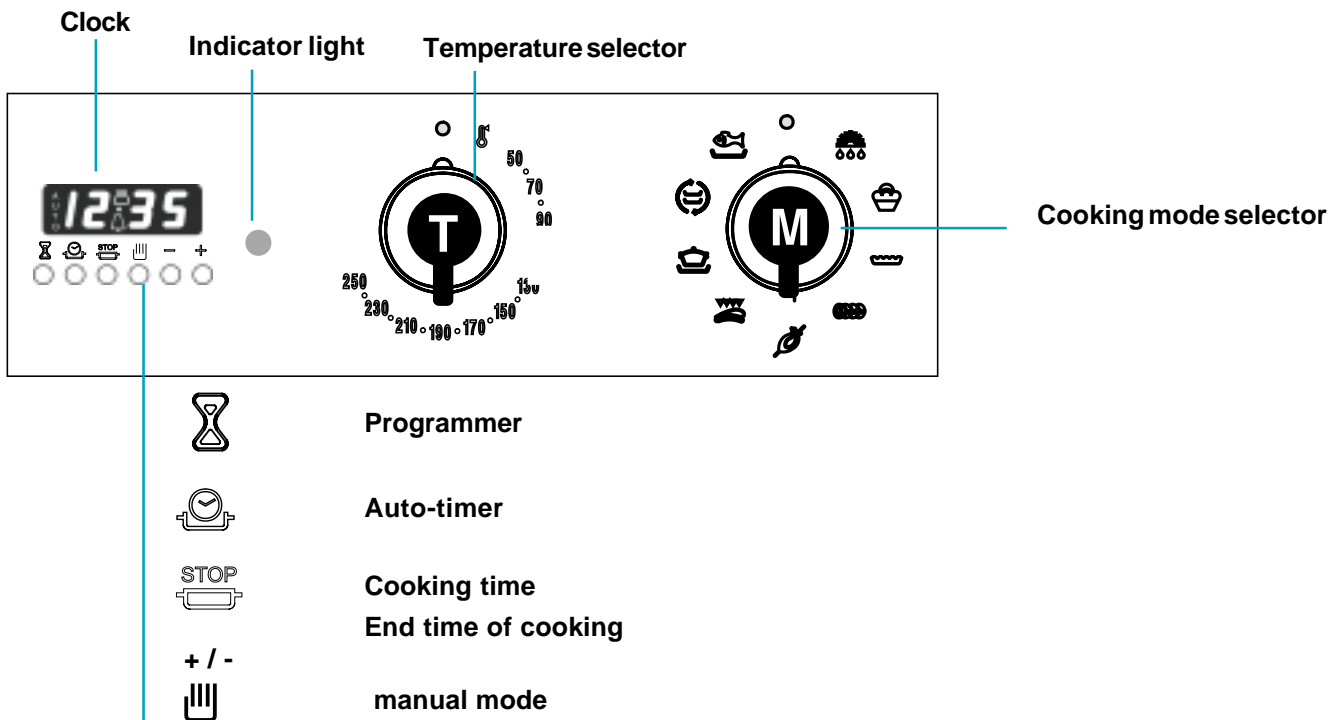 Clock
Indicator light
Temperature selector
AUTO
12 35
STOP
- +
T
50
70
90
150
170
190
210
230
250
M
Cooking mode selector
Programmer
Auto-timer
STOP
Cooking time
End time of cooking
+ / -
manual mode